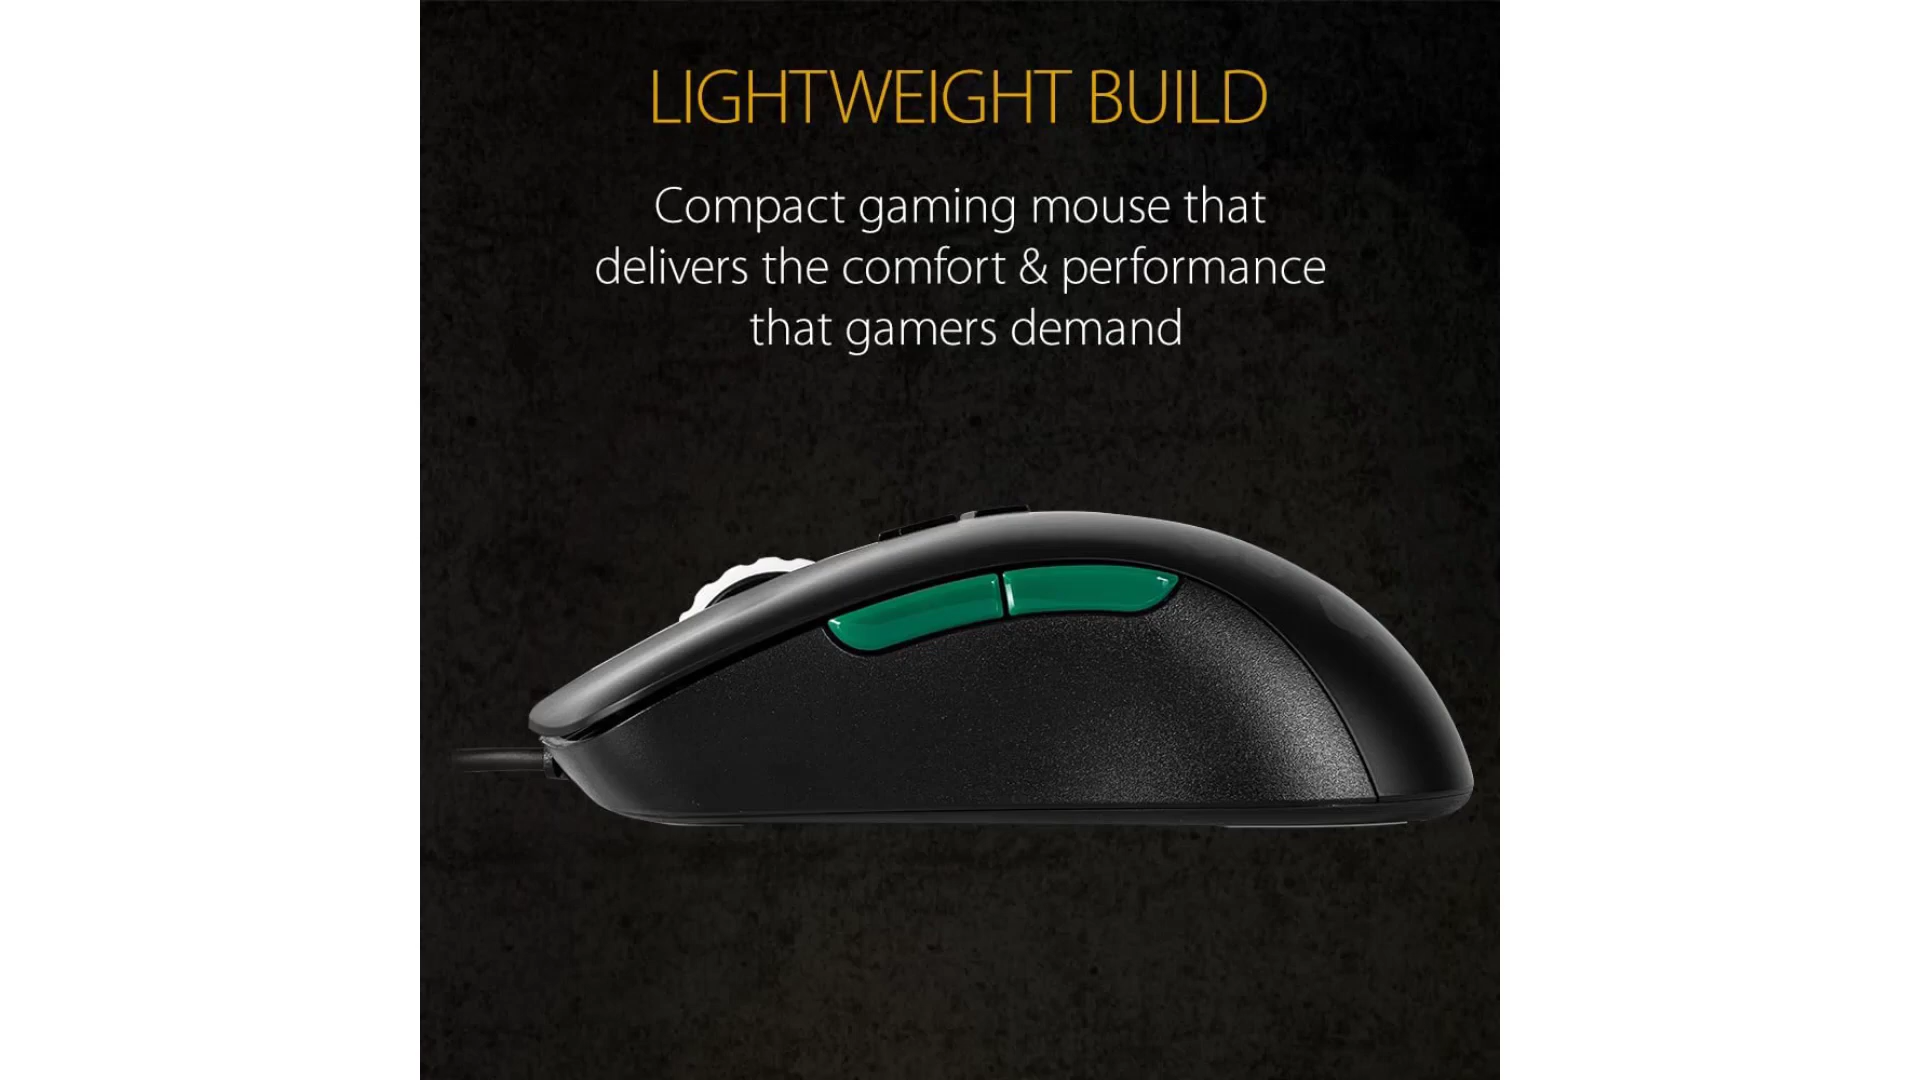 LIGHTWEIGHT BUILD
Compact gaming mouse that
delivers the comfort & performance
that gamers demand